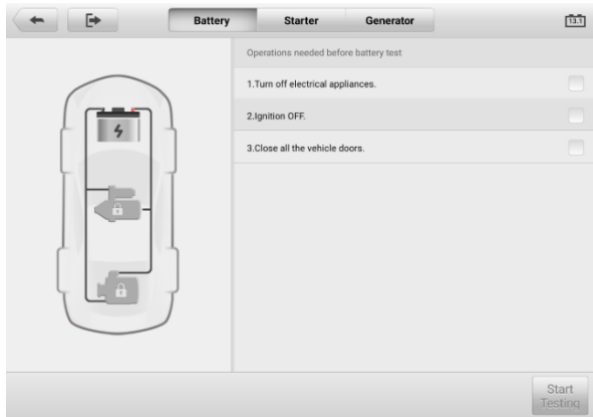 Battery
Starter
Generator
13.1
Operations needed before battery test
1.Turn off electrical appliances.
2.Ignition OFF.
3.Close all the vehicle doors.
Start
Testing